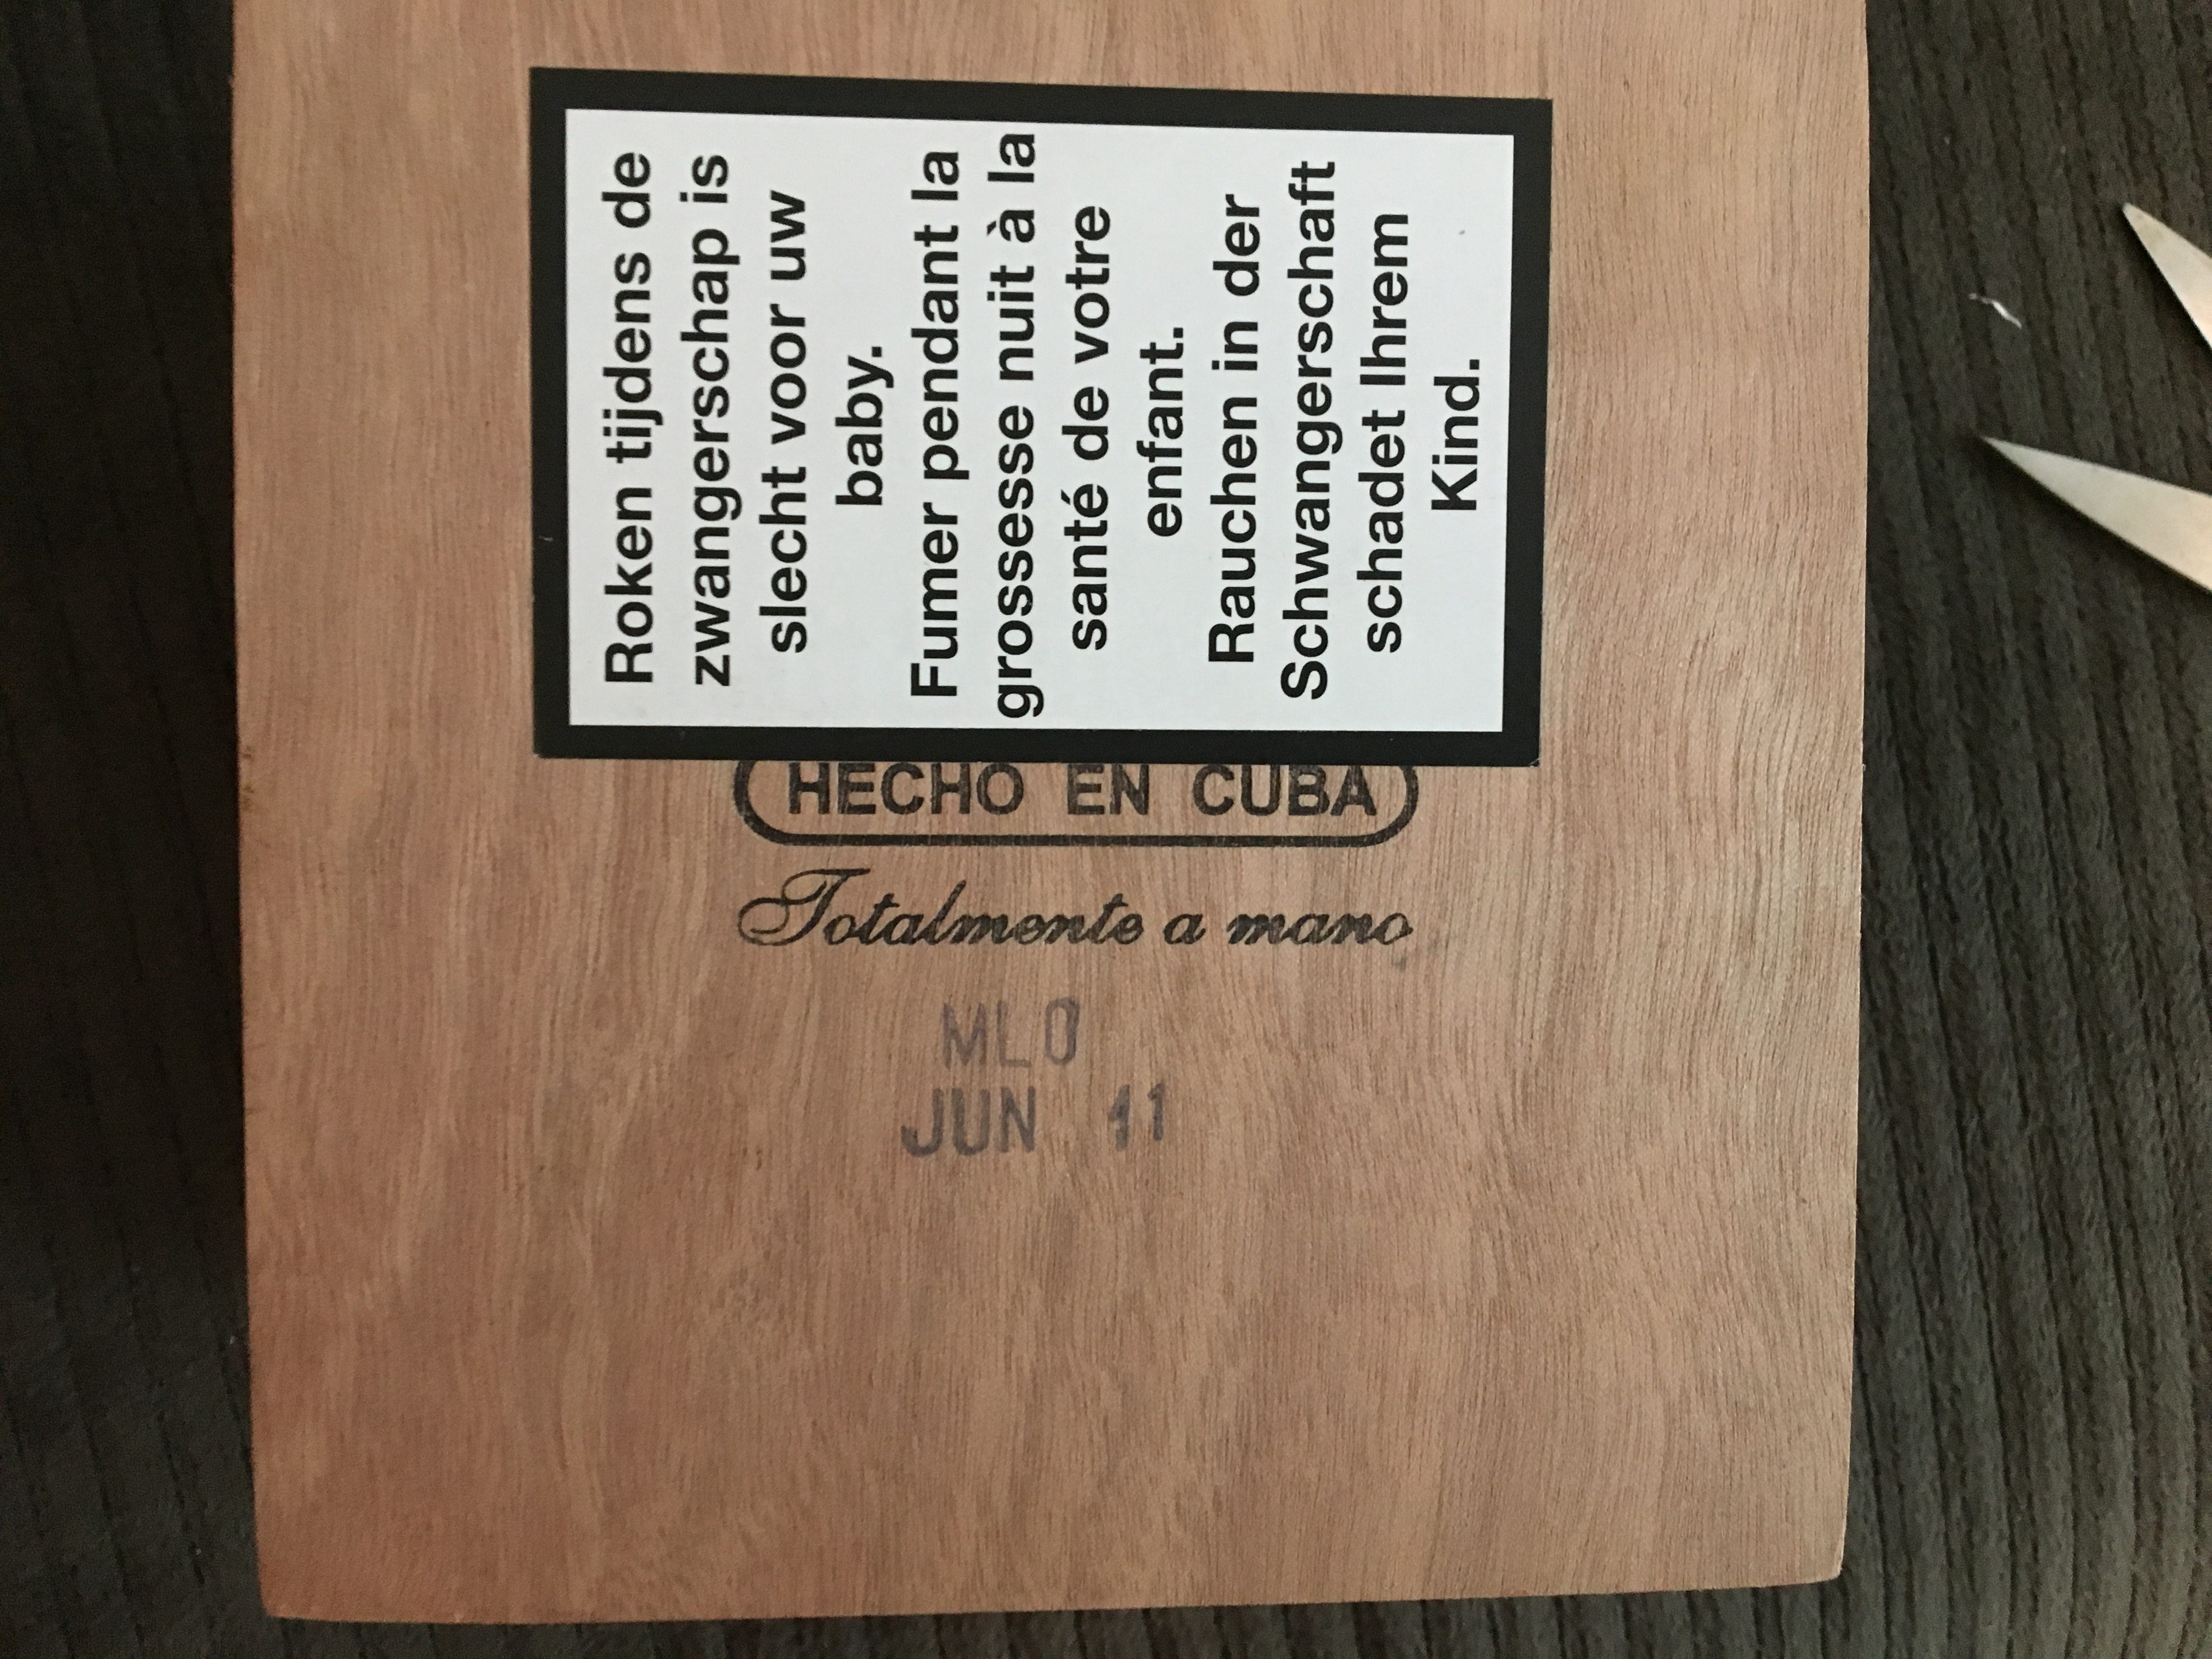 Roken tijdens de
zwangerschap is
slecht voor uw
baby.
Fumer pendant la
grossesse nuit à la
santé de votre
enfant.
Rauchen in der
Schwangerschaft
schadet Ihrem
Kind.
HECHO EN CUBA
Totalmente a mano
MLO
JUN 11